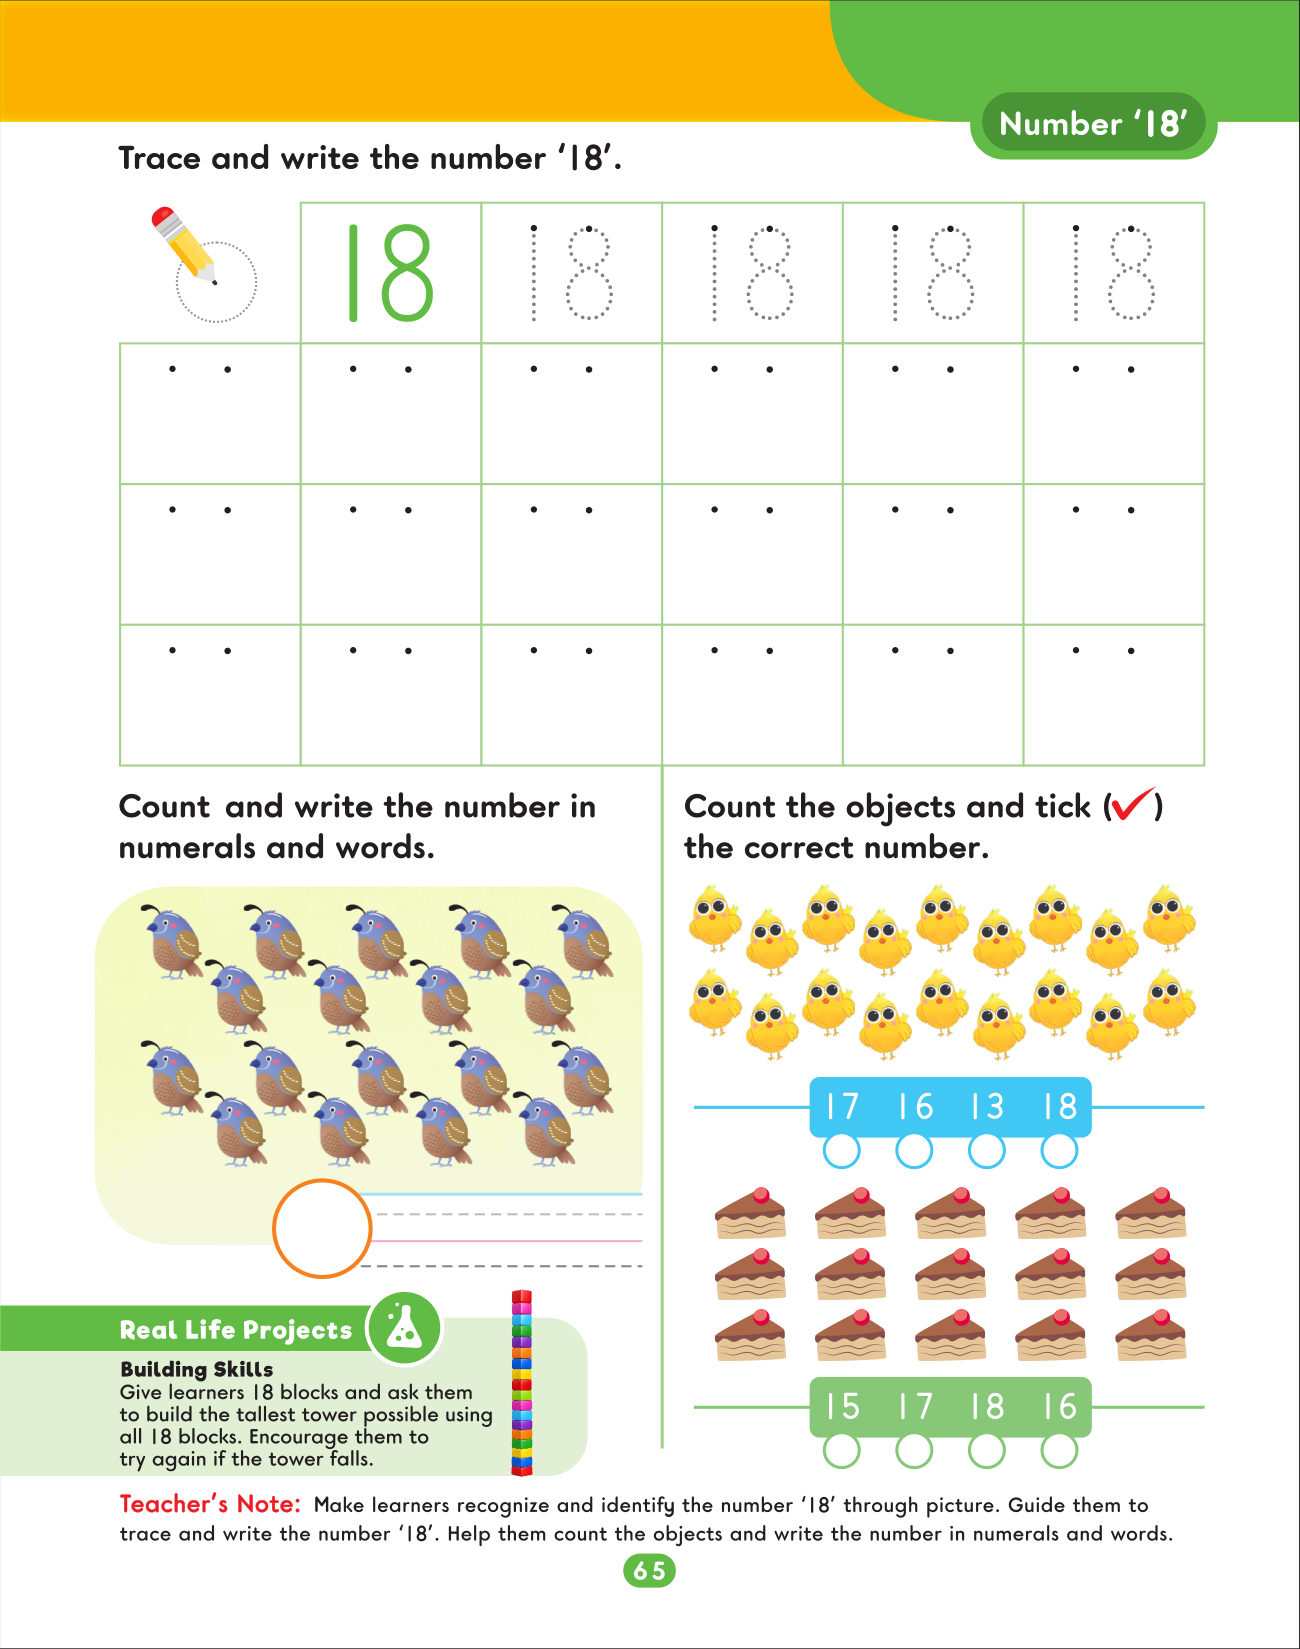 Number ‘18’
Trace and write the number ‘18’.
18 18 18 18 18
Count and write the number in
numerals and words.
Count the objects and tick (✓)
the correct number.
17 16 13 18
15 17 18 16
Real Life Projects
Building Skills
Give learners 18 blocks and ask them
to build the tallest tower possible using
all 18 blocks. Encourage them to
try again if the tower falls.
Teacher’s Note: Make learners recognize and identify the number ‘18’ through picture. Guide them to
trace and write the number ‘18’. Help them count the objects and write the number in numerals and words.
65